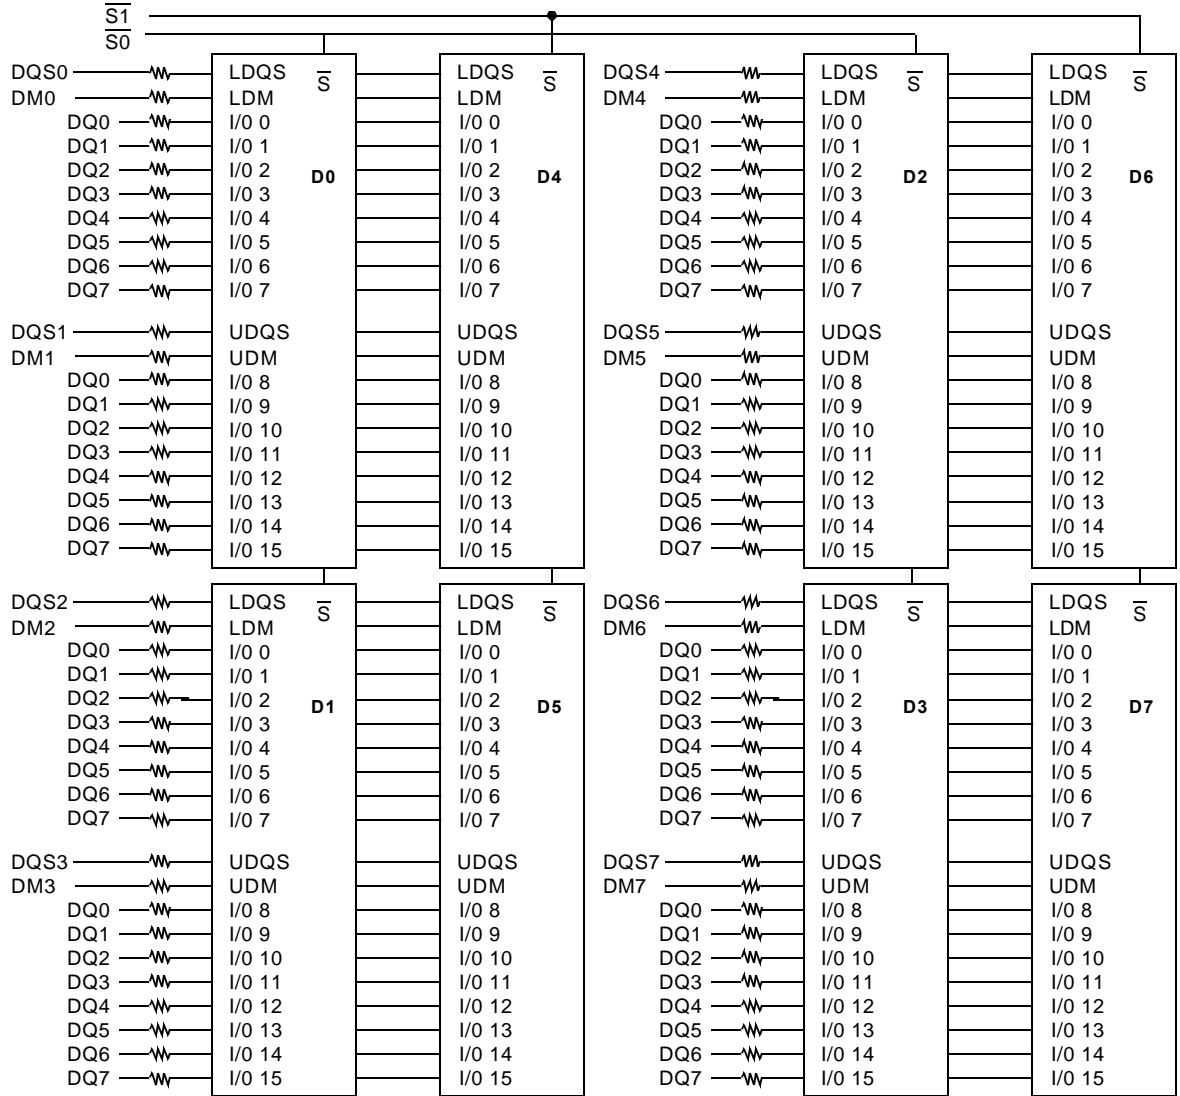 S1
S0
DQS0 LDQS S LDQS S DQS4 LDQS S LDQS S
DM0 LDM LDM DM4 LDM LDM
DQ0 I/0 0 I/0 0 DQ0 I/0 0 I/0 0
DQ1 I/0 1 I/0 1 DQ1 I/0 1 I/0 1
DQ2 I/0 2 D0 I/0 2 D4 DQ2 I/0 2 D2 I/0 2 D6
DQ3 I/0 3 I/0 3 DQ3 I/0 3 I/0 3
DQ4 I/0 4 I/0 4 DQ4 I/0 4 I/0 4
DQ5 I/0 5 I/0 5 DQ5 I/0 5 I/0 5
DQ6 I/0 6 I/0 6 DQ6 I/0 6 I/0 6
DQ7 I/0 7 I/0 7 DQ7 I/0 7 I/0 7
DQS1 UDQS UDQS DQS5 UDQS UDQS
DM1 UDM UDM DM5 UDM UDM
DQ0 I/0 8 I/0 8 DQ0 I/0 8 I/0 8
DQ1 I/0 9 I/0 9 DQ1 I/0 9 I/0 9
DQ2 I/0 10 I/0 10 DQ2 I/0 10 I/0 10
DQ3 I/0 11 I/0 11 DQ3 I/0 11 I/0 11
DQ4 I/0 12 I/0 12 DQ4 I/0 12 I/0 12
DQ5 I/0 13 I/0 13 DQ5 I/0 13 I/0 13
DQ6 I/0 14 I/0 14 DQ6 I/0 14 I/0 14
DQ7 I/0 15 I/0 15 DQ7 I/0 15 I/0 15
DQS2 LDQS S LDQS S DQS6 LDQS S LDQS S
DM2 LDM LDM DM6 LDM LDM
DQ0 I/0 0 I/0 0 DQ0 I/0 0 I/0 0
DQ1 I/0 1 I/0 1 DQ1 I/0 1 I/0 1
DQ2 I/0 2 D1 I/0 2 D5 DQ2 I/0 2 D3 I/0 2 D7
DQ3 I/0 3 I/0 3 DQ3 I/0 3 I/0 3
DQ4 I/0 4 I/0 4 DQ4 I/0 4 I/0 4
DQ5 I/0 5 I/0 5 DQ5 I/0 5 I/0 5
DQ6 I/0 6 I/0 6 DQ6 I/0 6 I/0 6
DQ7 I/0 7 I/0 7 DQ7 I/0 7 I/0 7
DQS3 UDQS UDQS DQS7 UDQS UDQS
DM3 UDM UDM DM7 UDM UDM
DQ0 I/0 8 I/0 8 DQ0 I/0 8 I/0 8
DQ1 I/0 9 I/0 9 DQ1 I/0 9 I/0 9
DQ2 I/0 10 I/0 10 DQ2 I/0 10 I/0 10
DQ3 I/0 11 I/0 11 DQ3 I/0 11 I/0 11
DQ4 I/0 12 I/0 12 DQ4 I/0 12 I/0 12
DQ5 I/0 13 I/0 13 DQ5 I/0 13 I/0 13
DQ6 I/0 14 I/0 14 DQ6 I/0 14 I/0 14
DQ7 I/0 15 I/0 15 DQ7 I/0 15 I/0 15